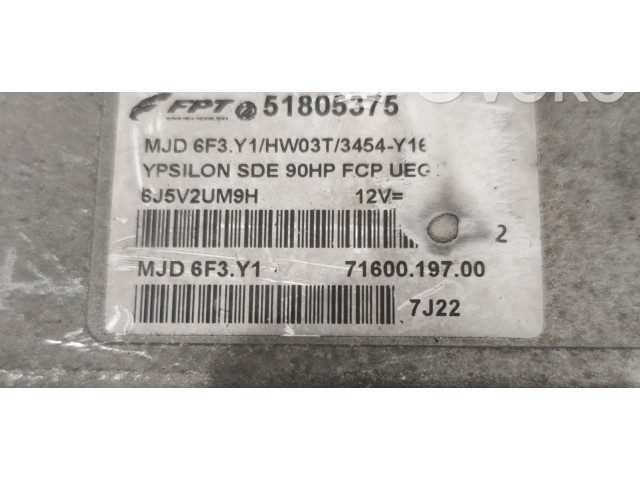 FPT 51805375
MJD 6F3.Y1/HW03T/3454-Y16
YPSILON SDE 90HP FCP UEG
6J5V2UM9H 12V=
2
MJD 6F3.Y1 71600.197.00
7J22